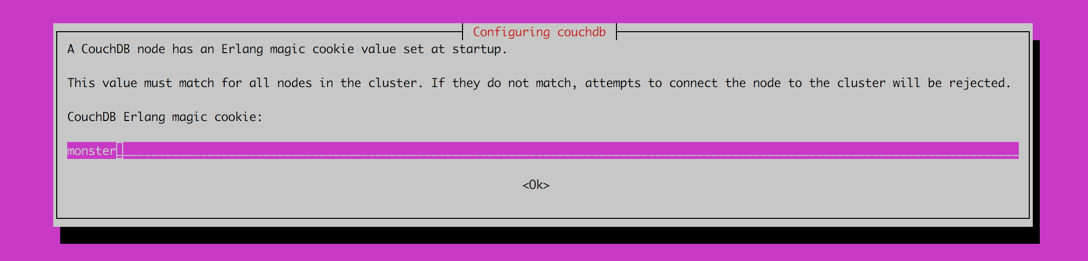 Configuring couchdb
A CouchDB node has an Erlang magic cookie value set at startup.
This value must match for all nodes in the cluster. If they do not match, attempts to connect the node to the cluster will be rejected.
CouchDB Erlang magic cookie:
monster
<Ok>